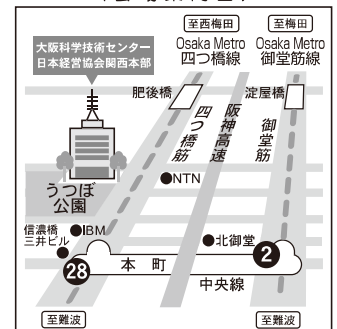 至西梅田
至梅田
Osaka Metro
四つ橋線
Osaka Metro
御堂筋線
大阪科学技術センター
日本経営協会関西本部
肥後橋
淀屋橋
四つ橋筋
阪神高速
御堂筋
うつぼ
公園
NTN
信濃橋
三井ビル
IBM
北御堂
28
本町
2
中央線
至難波
至難波